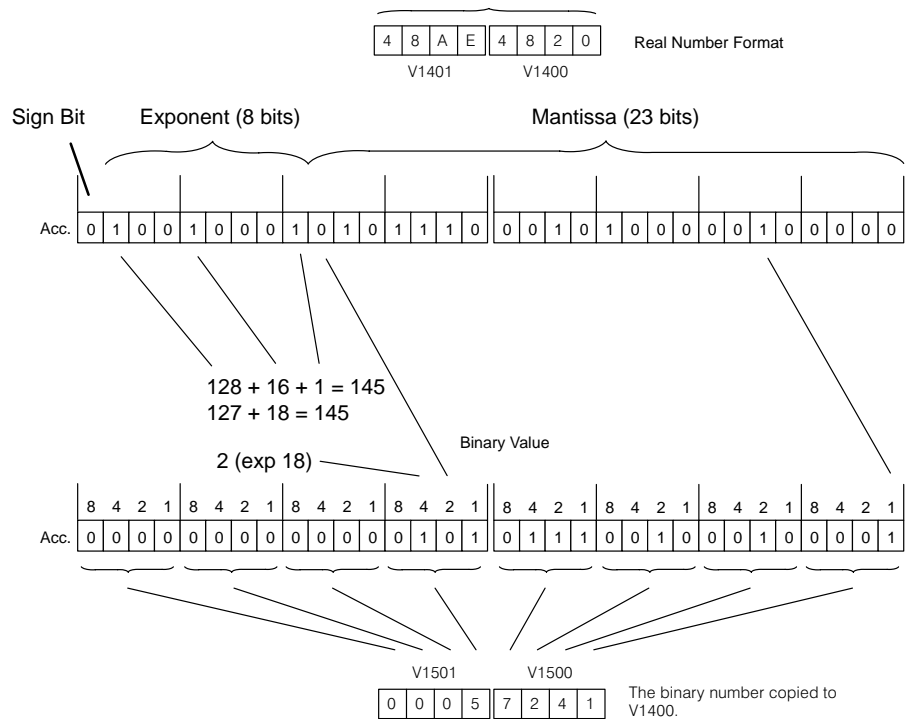 4 8 A E 4 8 2 0 Real Number Format
V1401 V1400
Sign Bit Exponent (8 bits) Mantissa (23 bits)
Acc. 0 1 0 0 1 0 0 0 1 0 1 0 1 1 1 0 0 0 1 0 1 0 0 0 0 0 1 0 0 0 0 0
128 + 16 + 1 = 145
127 + 18 = 145
Binary Value
2 (exp 18)
8 4 2 1 8 4 2 1 8 4 2 1 8 4 2 1 8 4 2 1 8 4 2 1 8 4 2 1 8 4 2 1
Acc. 0 0 0 0 0 0 0 0 0 0 0 0 0 1 0 1 0 1 1 1 0 0 1 0 0 0 1 0 0 0 0 1
V1501 V1500
0 0 0 5 7 2 4 1 The binary number copied to
V1400.